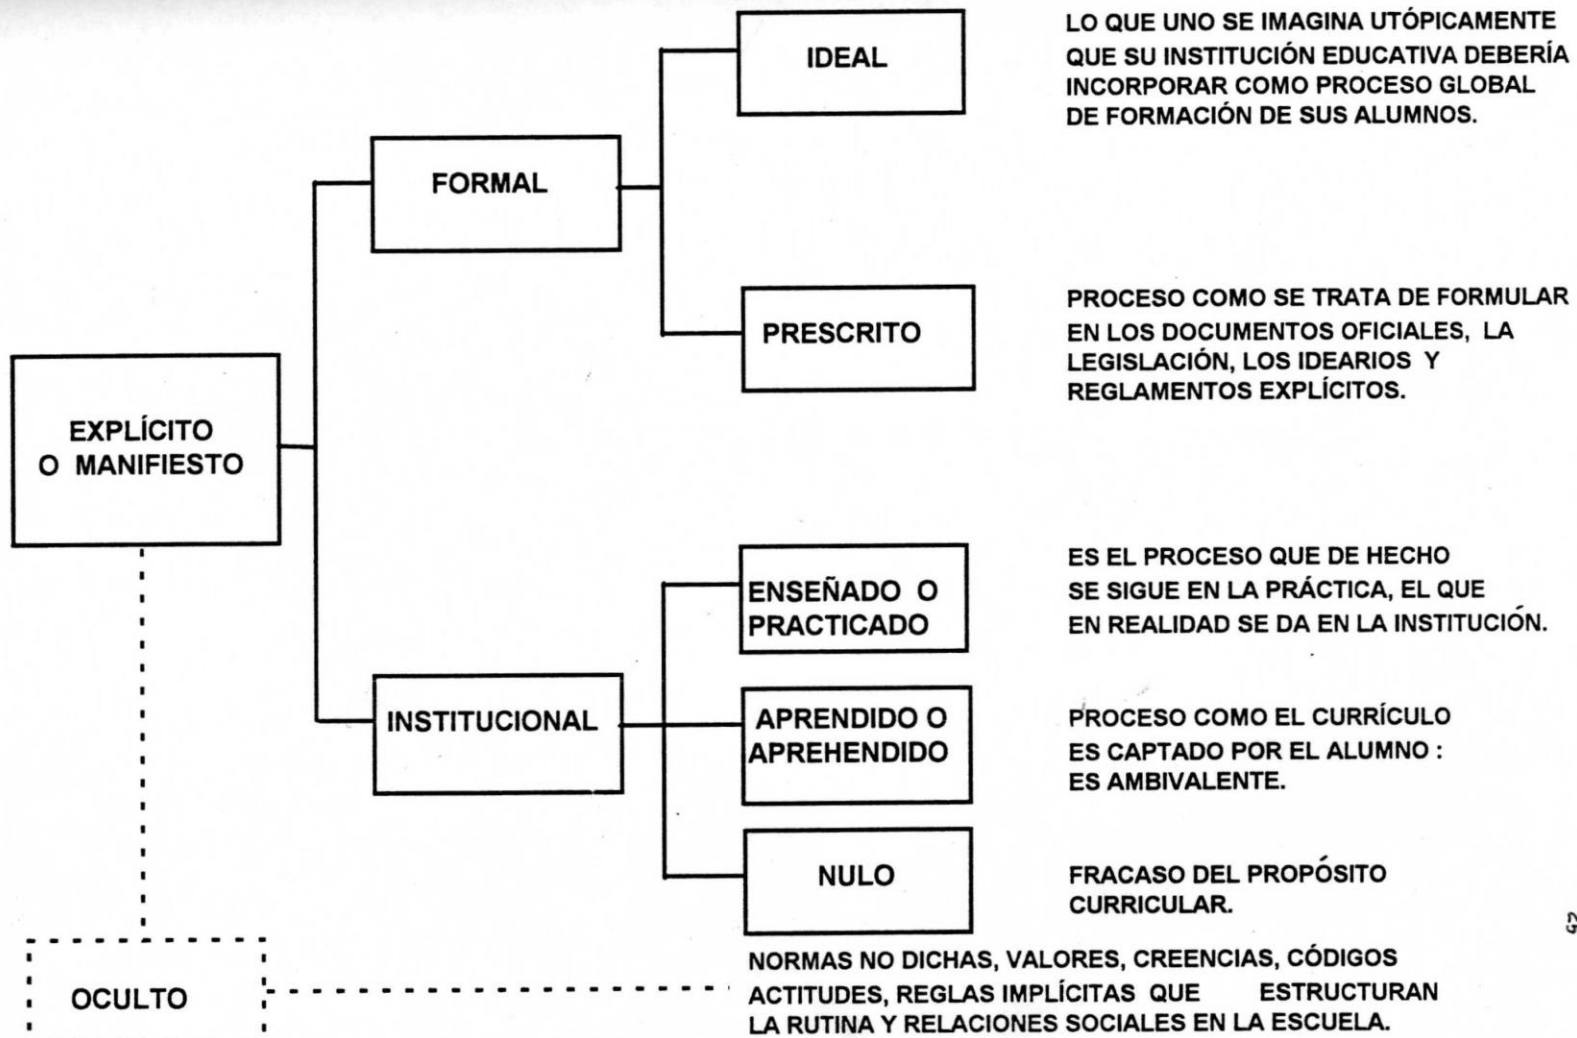 IDEAL
LO QUE UNO SE IMAGINA UTÓPICAMENTE
QUE SU INSTITUCIÓN EDUCATIVA DEBERÍA
INCORPORAR COMO PROCESO GLOBAL
DE FORMACIÓN DE SUS ALUMNOS.
FORMAL
PRESCRITO
PROCESO COMO SE TRATA DE FORMULAR
EN LOS DOCUMENTOS OFICIALES, LA
LEGISLACIÓN, LOS IDEARIOS Y
REGLAMENTOS EXPLÍCITOS.
EXPLÍCITO
O MANIFIESTO
ENSEÑADO O
PRACTICADO
ES EL PROCESO QUE DE HECHO
SE SIGUE EN LA PRÁCTICA, EL QUE
EN REALIDAD SE DA EN LA INSTITUCIÓN.
INSTITUCIONAL
APRENDIDO O
APREHENDIDO
PROCESO COMO EL CURRÍCULO
ES CAPTADO POR EL ALUMNO :
ES AMBIVALENTE.
NULO
FRACASO DEL PROPÓSITO
CURRICULAR.
OCULTO
NORMAS NO DICHAS, VALORES, CREENCIAS, CÓDIGOS
ACTITUDES, REGLAS IMPLÍCITAS QUE ESTRUCTURAN
LA RUTINA Y RELACIONES SOCIALES EN LA ESCUELA.